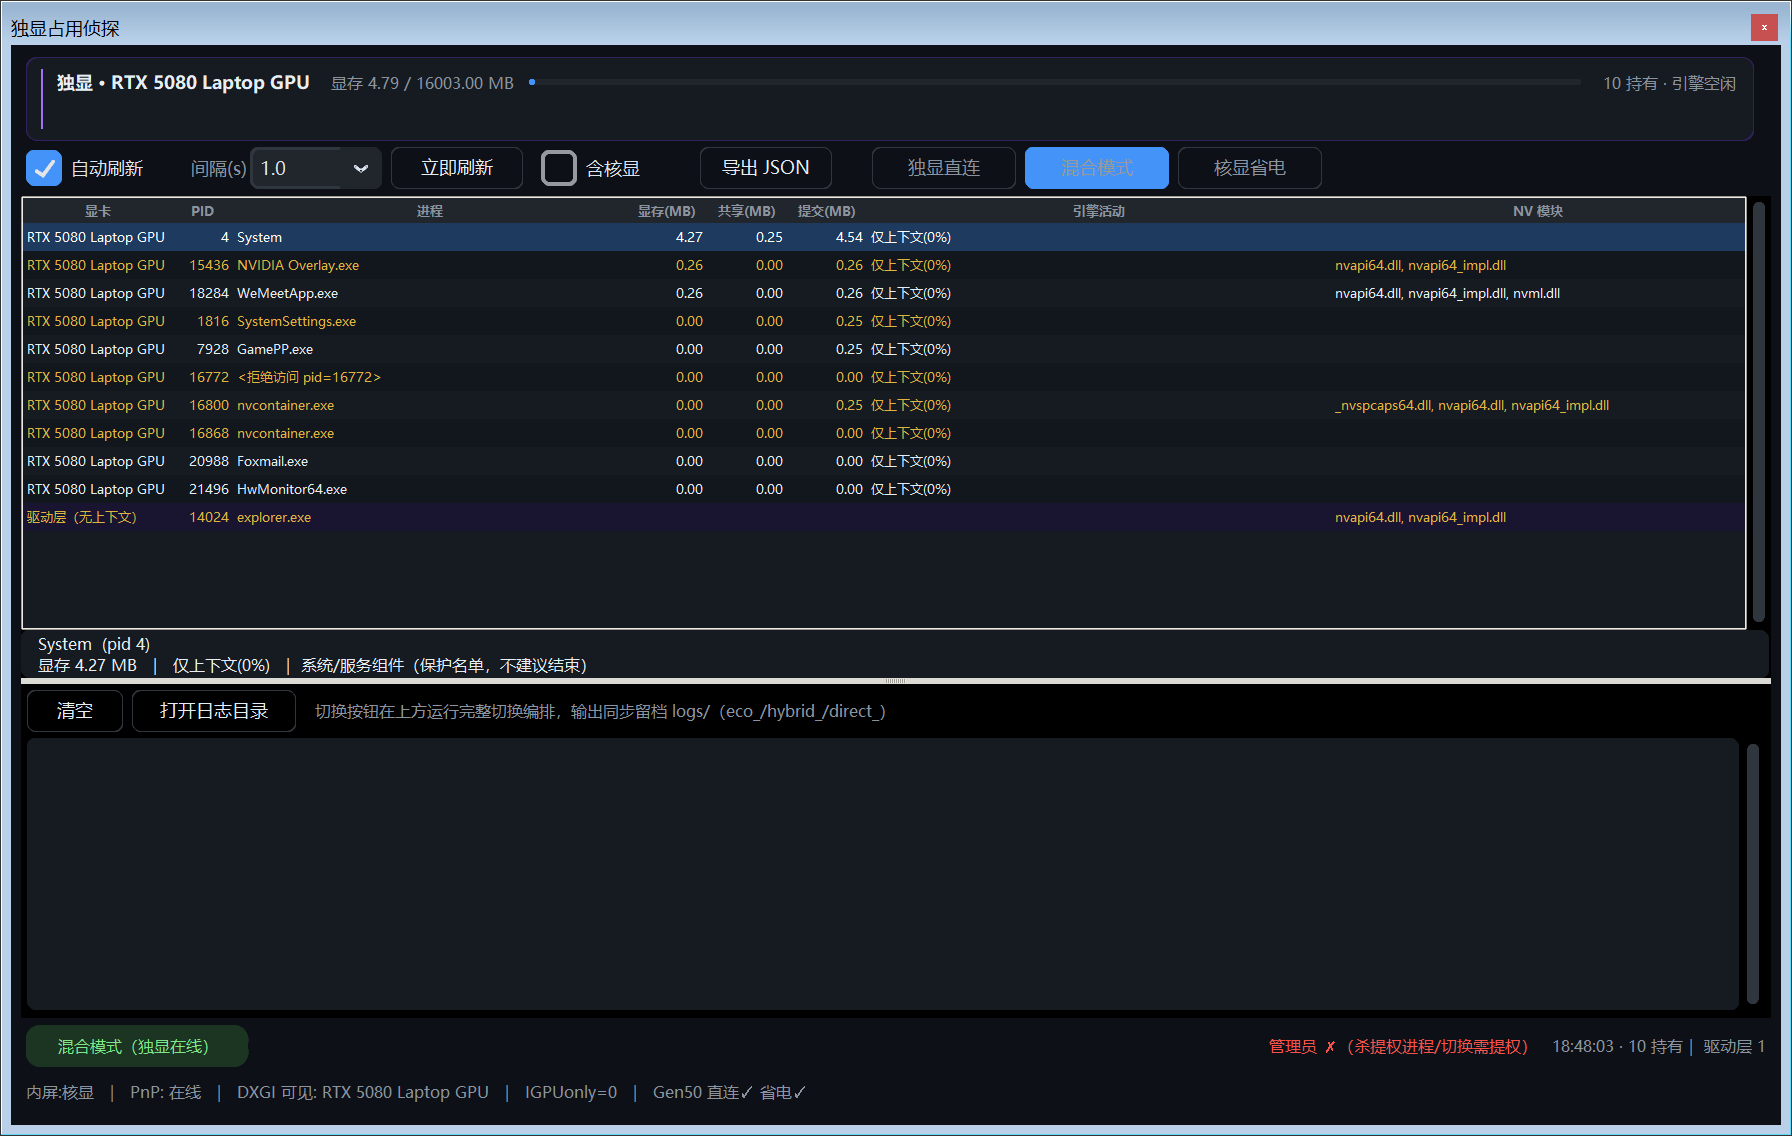 独显占用侦探
独显 • RTX 5080 Laptop GPU 显存 4.79 / 16003.00 MB 10 持有 · 引擎空闲
自动刷新 间隔(s) 1.0 立即刷新 含核显 导出 JSON 独显直连 混合模式 核显省电
显卡 PID 进程 显存(MB) 共享(MB) 提交(MB) 引擎活动 NV 模块
RTX 5080 Laptop GPU 4 System 4.27 0.25 4.54 仅上下文(0%)
RTX 5080 Laptop GPU 15436 NVIDIA Overlay.exe 0.26 0.00 0.26 仅上下文(0%) nvapi64.dll, nvapi64_impl.dll
RTX 5080 Laptop GPU 18284 WeMeetApp.exe 0.26 0.00 0.26 仅上下文(0%) nvapi64.dll, nvapi64_impl.dll, nvml.dll
RTX 5080 Laptop GPU 1816 SystemSettings.exe 0.00 0.00 0.25 仅上下文(0%)
RTX 5080 Laptop GPU 7928 GamePP.exe 0.00 0.00 0.25 仅上下文(0%)
RTX 5080 Laptop GPU 16772 <拒绝访问 pid=16772> 0.00 0.00 0.00 仅上下文(0%)
RTX 5080 Laptop GPU 16800 nvcontainer.exe 0.00 0.00 0.25 仅上下文(0%) _nvspcaps64.dll, nvapi64.dll, nvapi64_impl.dll
RTX 5080 Laptop GPU 16868 nvcontainer.exe 0.00 0.00 0.00 仅上下文(0%)
RTX 5080 Laptop GPU 20988 Foxmail.exe 0.00 0.00 0.00 仅上下文(0%)
RTX 5080 Laptop GPU 21496 HwMonitor64.exe 0.00 0.00 0.00 仅上下文(0%)
驱动层（无上下文） 14024 explorer.exe nvapi64.dll, nvapi64_impl.dll
System (pid 4)
显存 4.27 MB | 仅上下文(0%) | 系统/服务组件（保护名单，不建议结束）
清空 打开日志目录 切换按钮在上方运行完整切换编排，输出同步留档 logs/（eco_/hybrid_/direct_）
混合模式（独显在线） 管理员 ✗（杀提权进程/切换需提权） 18:48:03 · 10 持有 | 驱动层 1
内屏:核显 | PnP: 在线 | DXGI 可见: RTX 5080 Laptop GPU | IGPUonly=0 | Gen50 直连✓ 省电✓